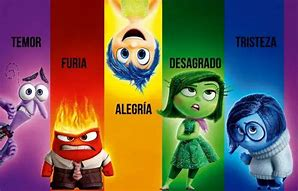 TEMOR
FURIA
ALEGRÍA
DESAGRADO
TRISTEZA